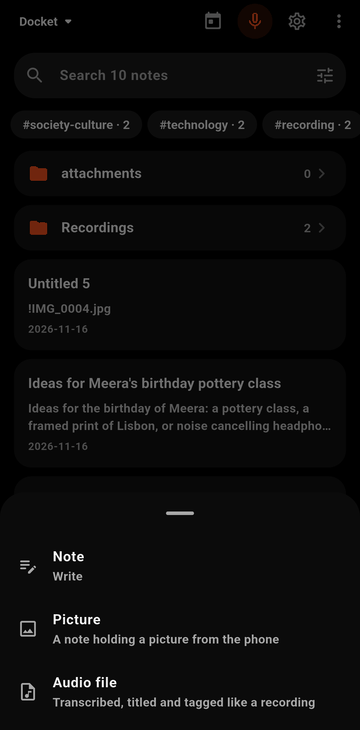 Docket
Search 10 notes
#society-culture · 2
#technology · 2
#recording · 2
attachments
0
Recordings
2
Untitled 5
!IMG_0004.jpg
2026-11-16
Ideas for Meera's birthday pottery class
Ideas for the birthday of Meera: a pottery class, a
framed print of Lisbon, or noise cancelling headpho…
2026-11-16
Note
Write
Picture
A note holding a picture from the phone
Audio file
Transcribed, titled and tagged like a recording